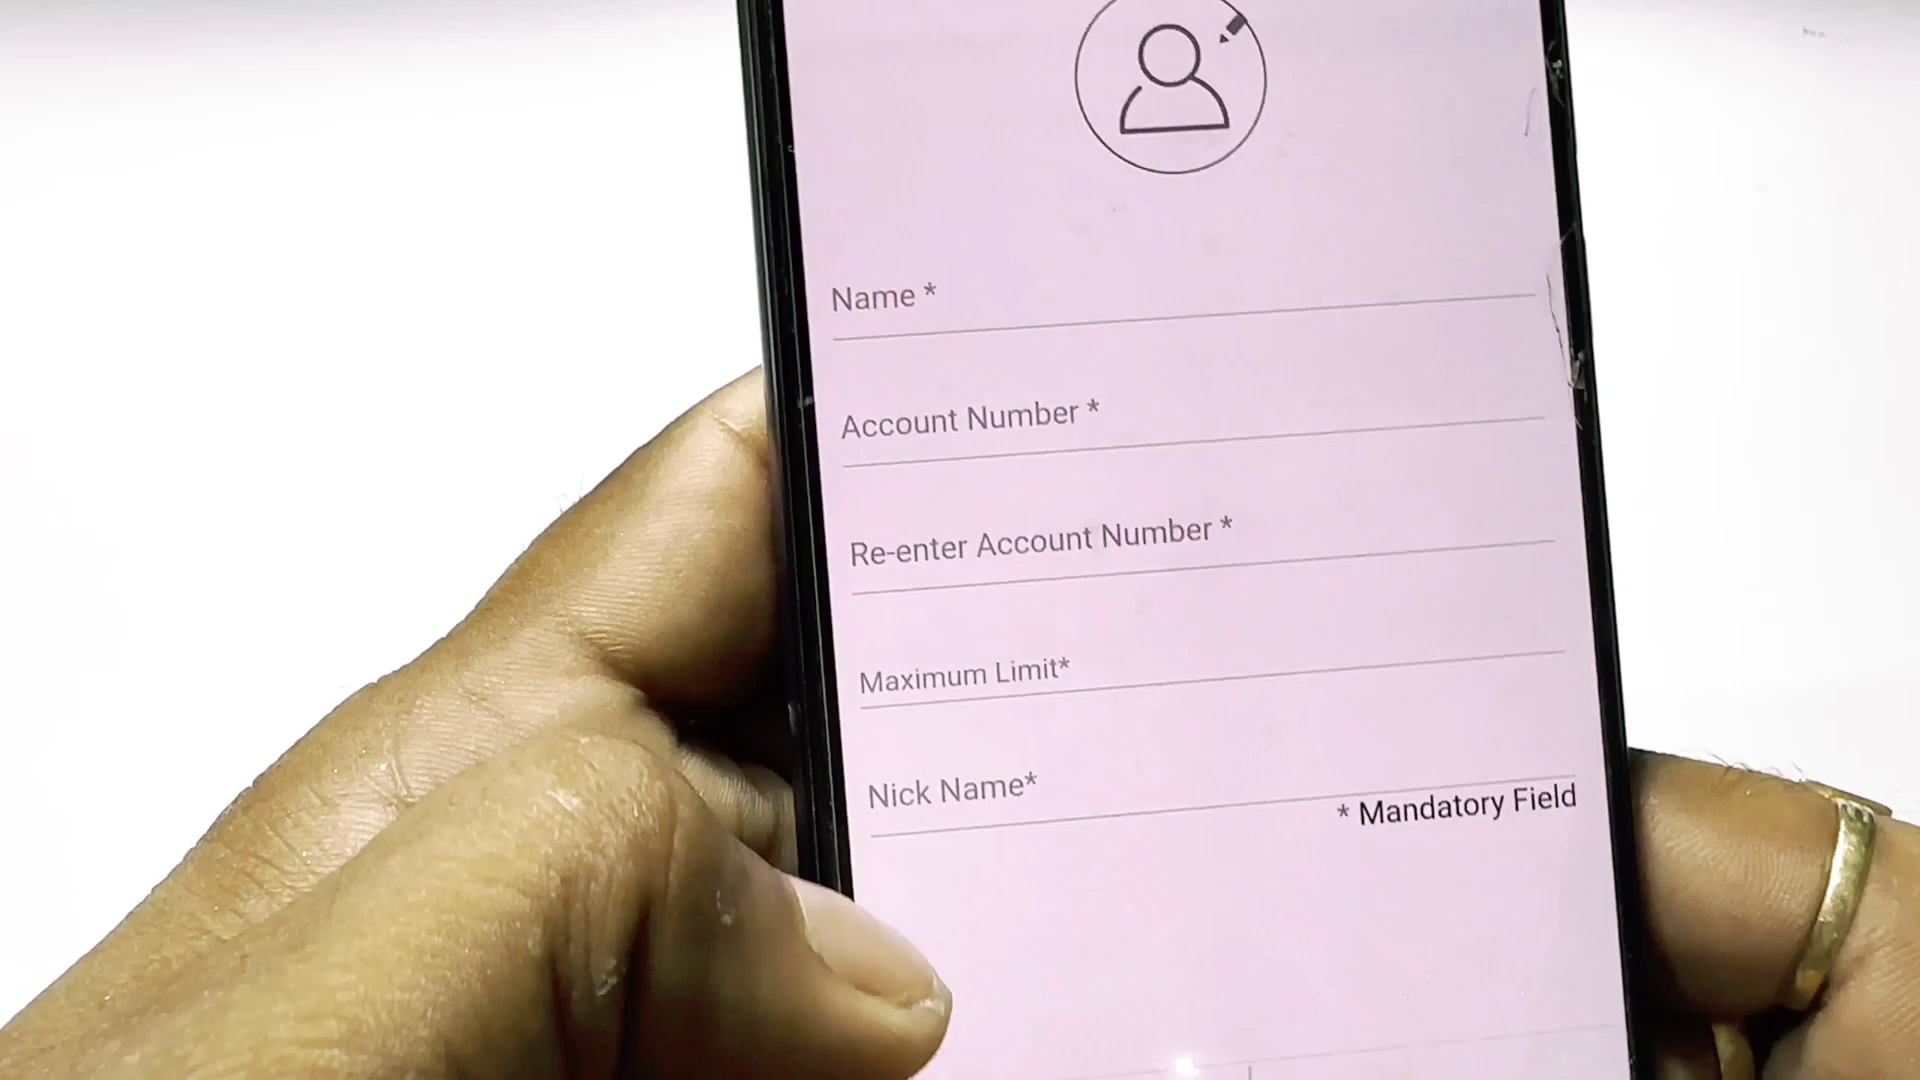 Name *
Account Number *
Re-enter Account Number *
Maximum Limit*
Nick Name*
* Mandatory Field